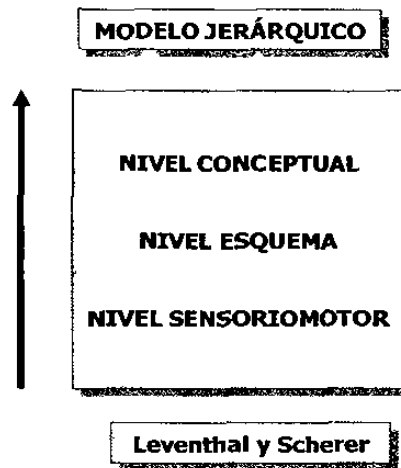 MODELO JERÁRQUICO
NIVEL CONCEPTUAL
NIVEL ESQUEMA
NIVEL SENSORIOMOTOR
Leventhal y Scherer